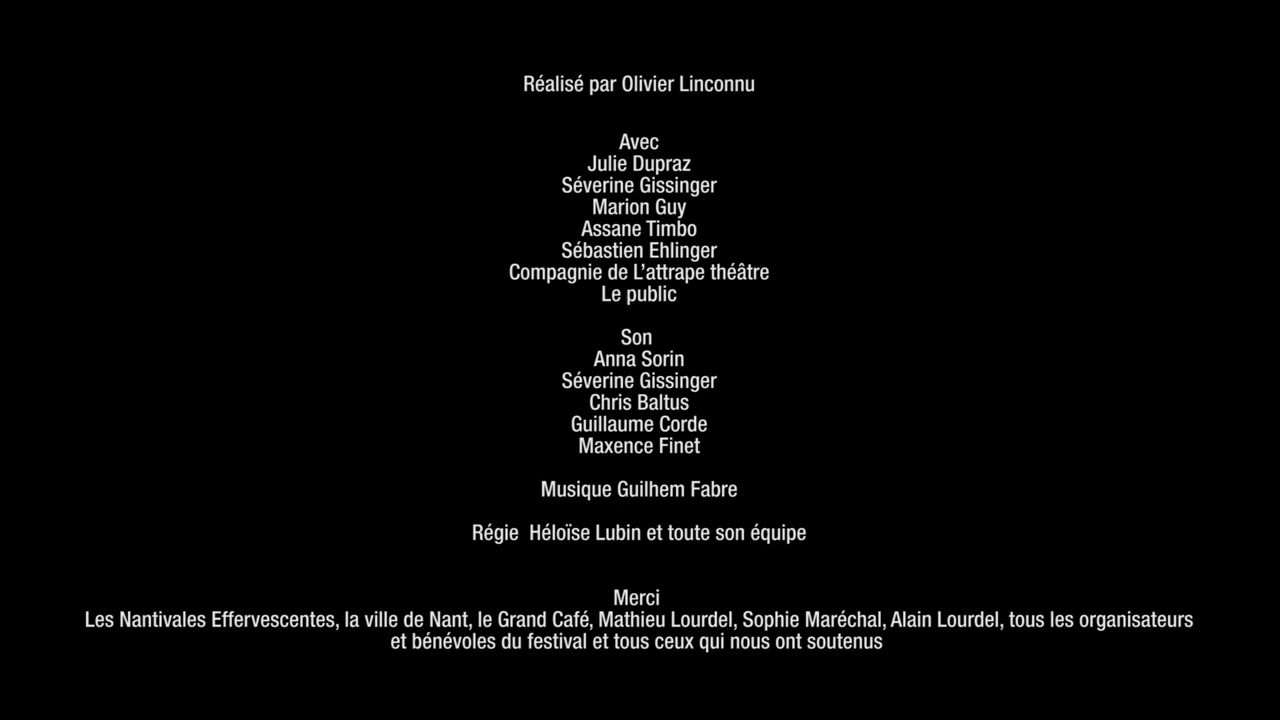 Réalisé par Olivier Linconnu
Avec
Julie Dupraz
Séverine Gissinger
Marion Guy
Assane Timbo
Sébastien Ehlinger
Compagnie de L’attrape théâtre
Le public
Son
Anna Sorin
Séverine Gissinger
Chris Baltus
Guillaume Corde
Maxence Finet
Musique Guilhem Fabre
Régie  Héloïse Lubin et toute son équipe
Merci
Les Nantivales Effervescentes, la ville de Nant, le Grand Café, Mathieu Lourdel, Sophie Maréchal, Alain Lourdel, tous les organisateurs
et bénévoles du festival et tous ceux qui nous ont soutenus